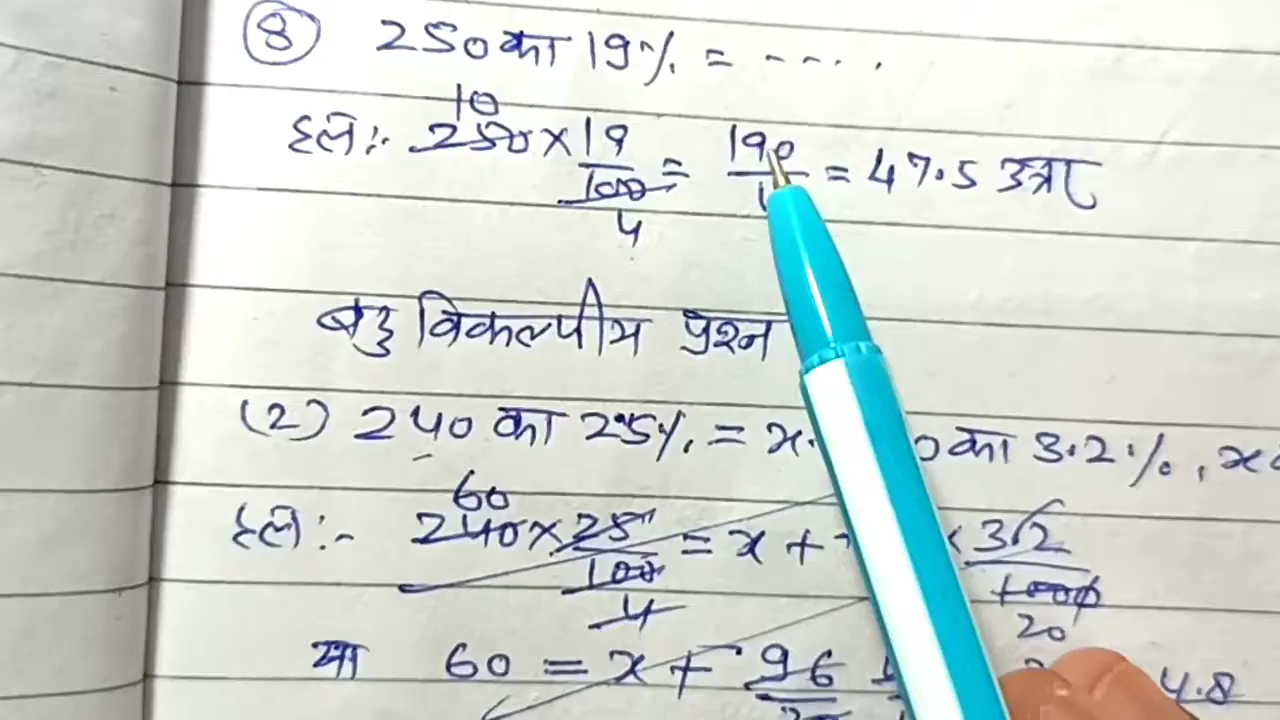 8 250 का 19% = - - - - .
10
हल:- 250 × 19/100 = 190 = 47.5 उत्तर
4
बहु विकल्पीय प्रश्न
(2) 240 का 25% = x. 0 का 3.2%, x
60
हल:- 240 × 25/100 = x + × 32/1000
4 20
या 60 = x + 96 4.8